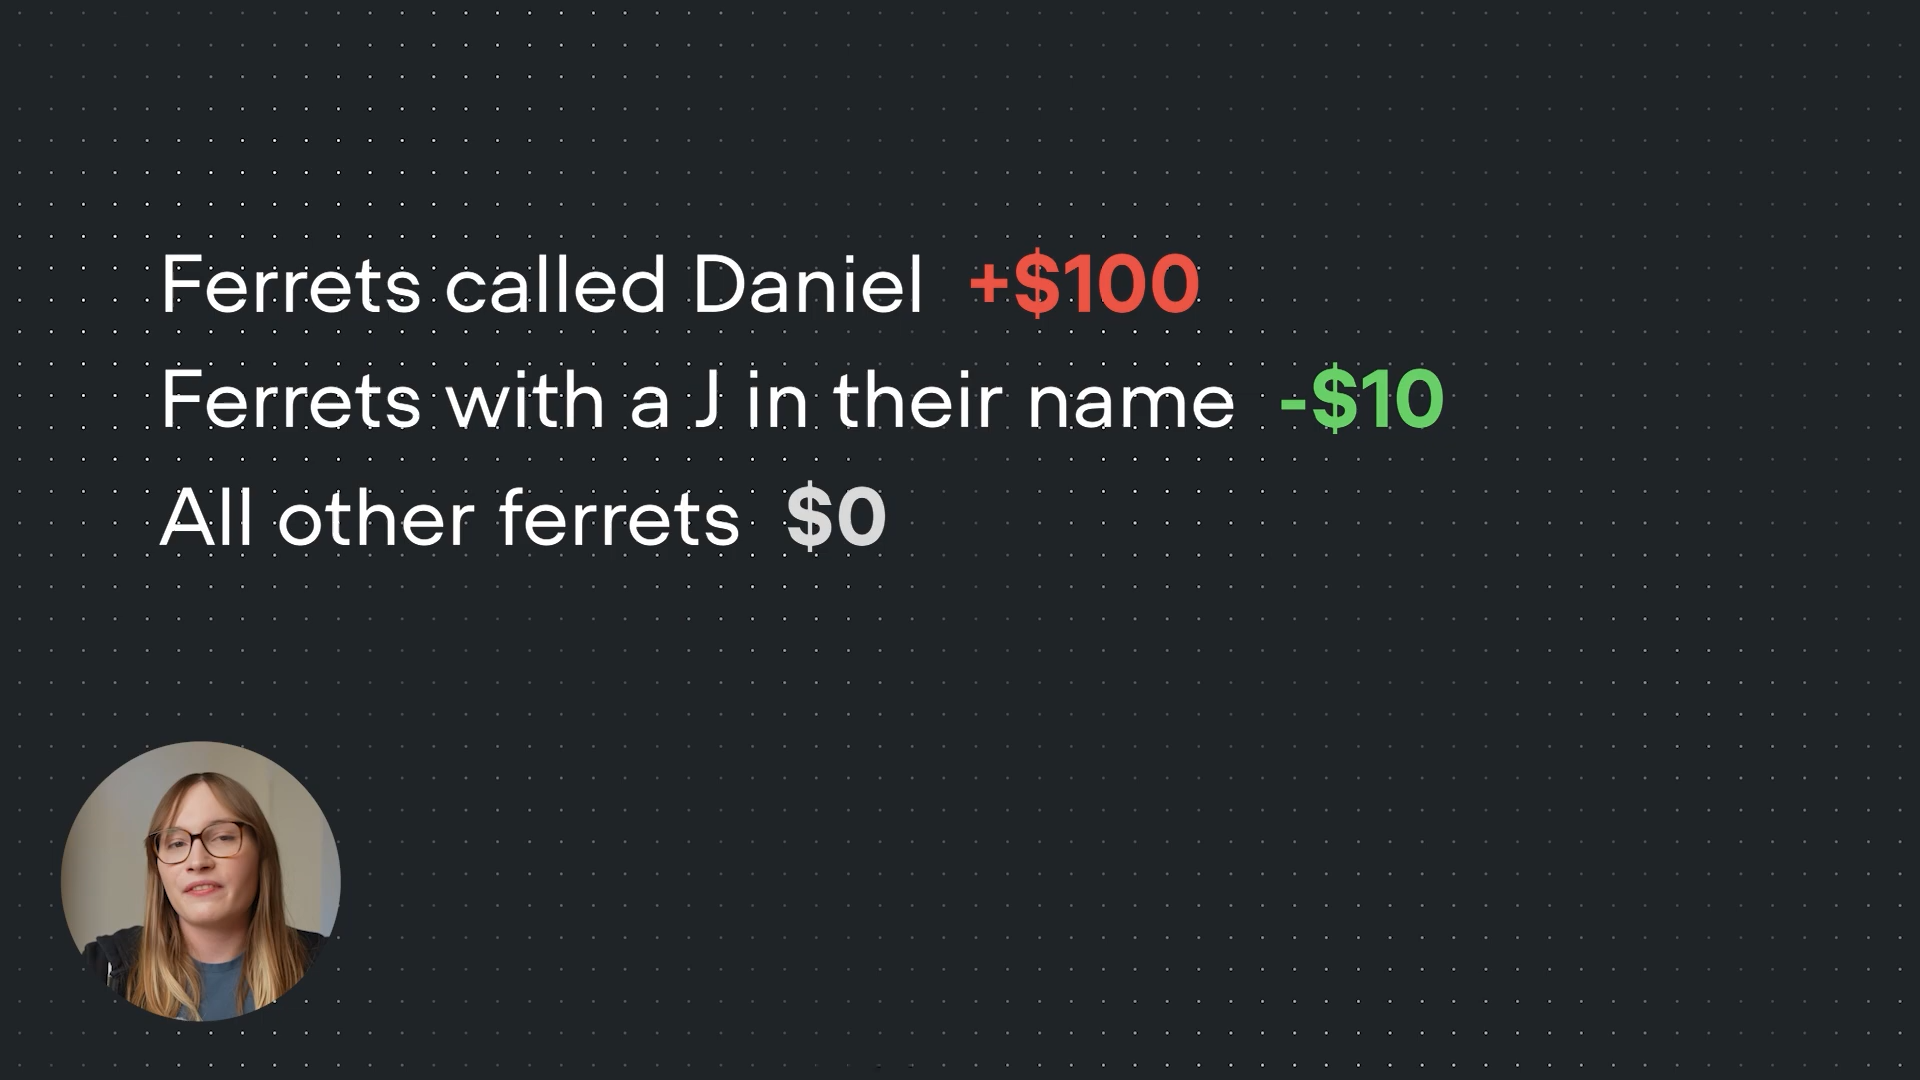 Ferrets called Daniel +$100
Ferrets with a J in their name -$10
All other ferrets $0